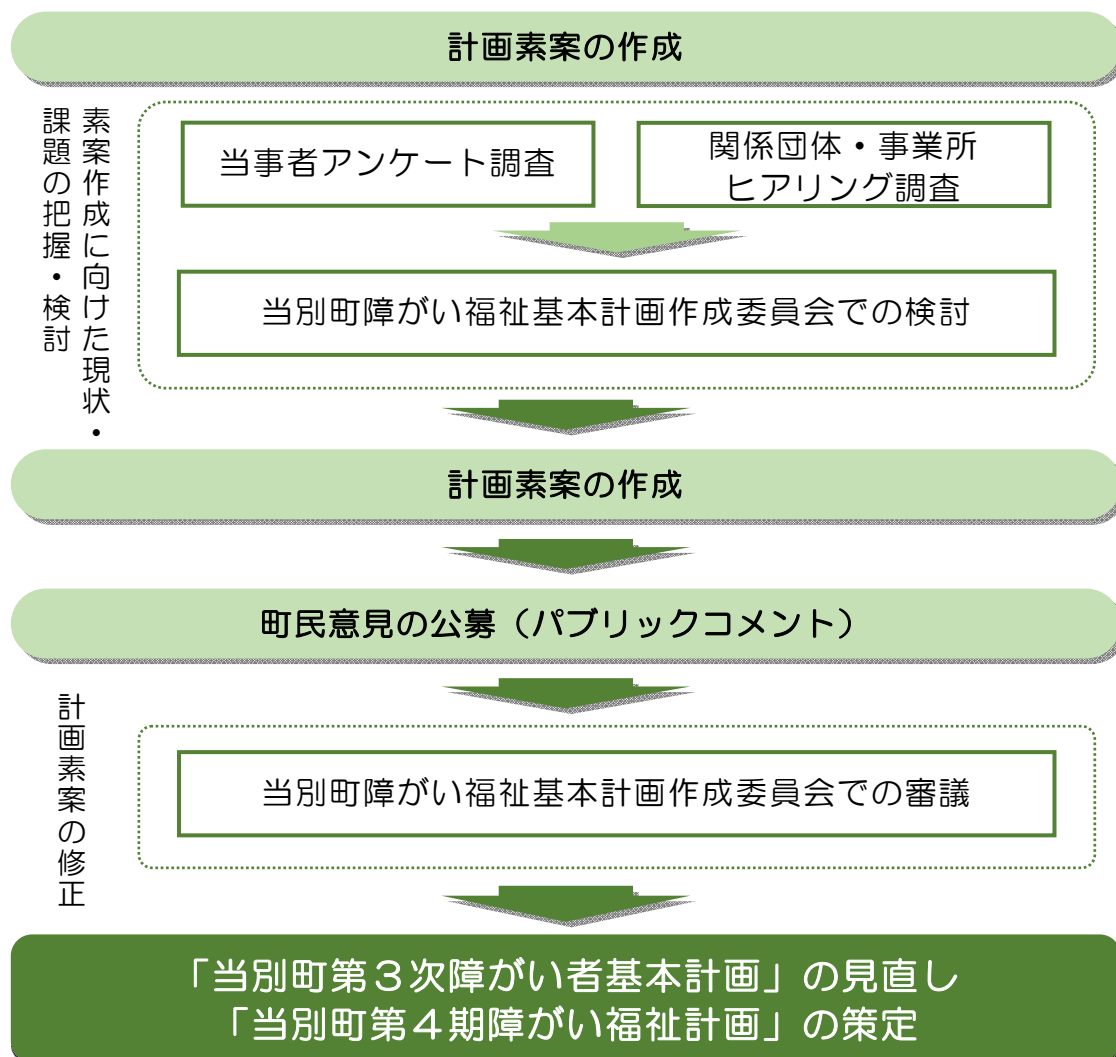 計画素案の作成
素案作成に向けた現状・
課題の把握・検討
当事者アンケート調査
関係団体・事業所
ヒアリング調査
当別町障がい福祉基本計画作成委員会での検討
計画素案の作成
町民意見の公募（パブリックコメント）
計画素案の修正
当別町障がい福祉基本計画作成委員会での審議
「当別町第３次障がい者基本計画」の見直し
「当別町第４期障がい福祉計画」の策定